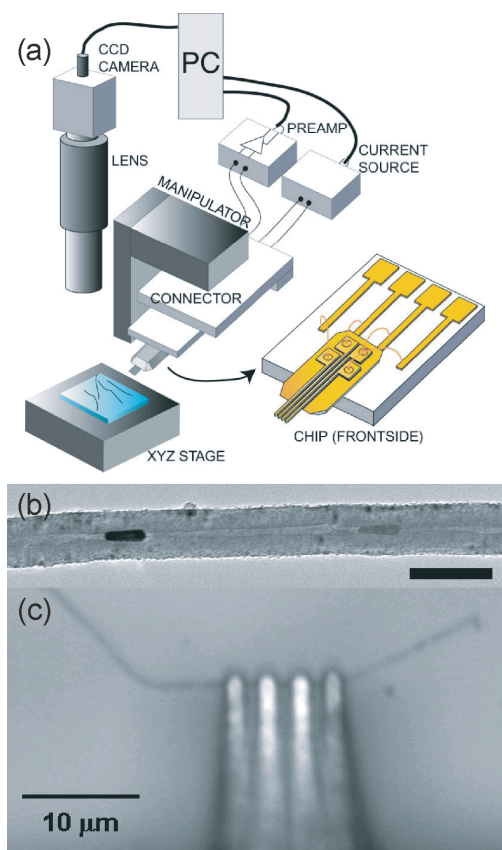 (a)
CCD
CAMERA
PC
PREAMP
LENS
CURRENT
SOURCE
MANIPULATOR
CONNECTOR
XYZ STAGE
CHIP (FRONTSIDE)
(b)
(c)
10 μm